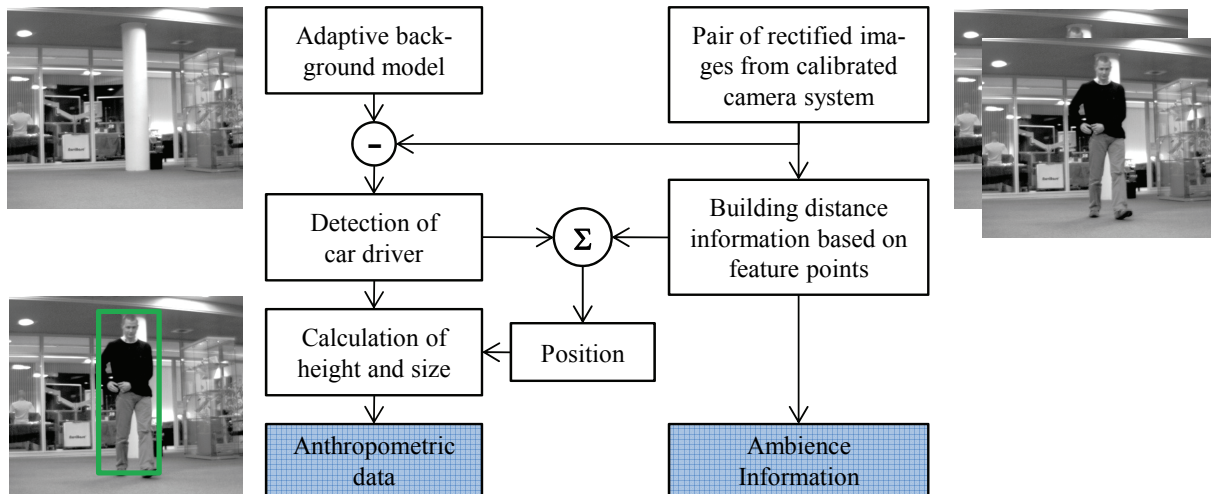 Adaptive back-
ground model
Pair of rectified ima-
ges from calibrated
camera system
-
Detection of
car driver
Σ
Building distance
information based on
feature points
Calculation of
height and size
Position
Anthropometric
data
Ambience
Information